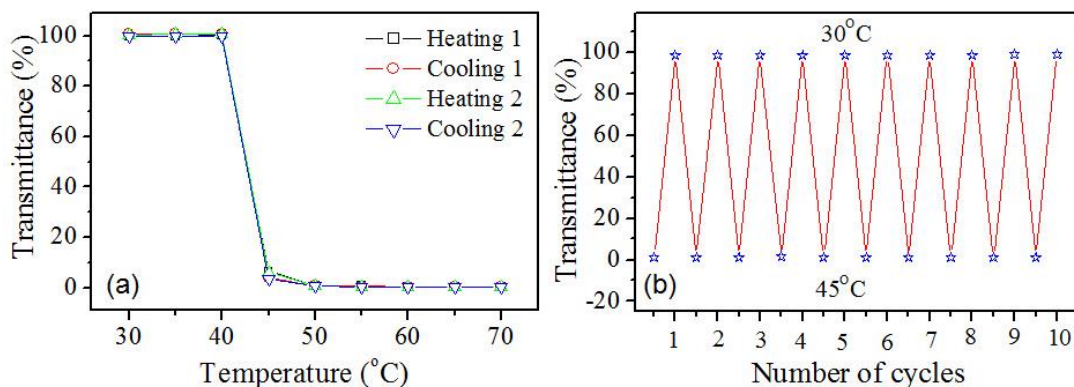 100
80
60
40
20
0
Transmittance (%)
Heating 1
Cooling 1
Heating 2
Cooling 2
(a)
30 40 50 60 70
Temperature (°C)
100
80
60
40
20
0
-20
Transmittance (%)
30°C
45°C
(b)
1 2 3 4 5 6 7 8 9 10
Number of cycles